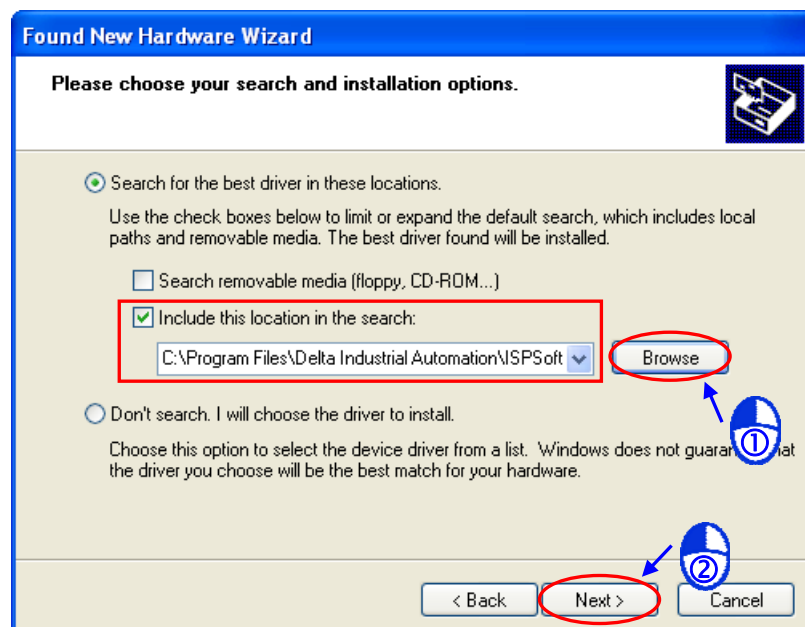 Found New Hardware Wizard
Please choose your search and installation options.
Search for the best driver in these locations.
Use the check boxes below to limit or expand the default search, which includes local
paths and removable media. The best driver found will be installed.
Search removable media (floppy, CD-ROM...)
Include this location in the search:
C:\Program Files\Delta Industrial Automation\ISPSoft
Browse
Don't search. I will choose the driver to install.
①
Choose this option to select the device driver from a list. Windows does not
the driver you choose will be the best match for your hardware.
②
< Back
Next >
Cancel